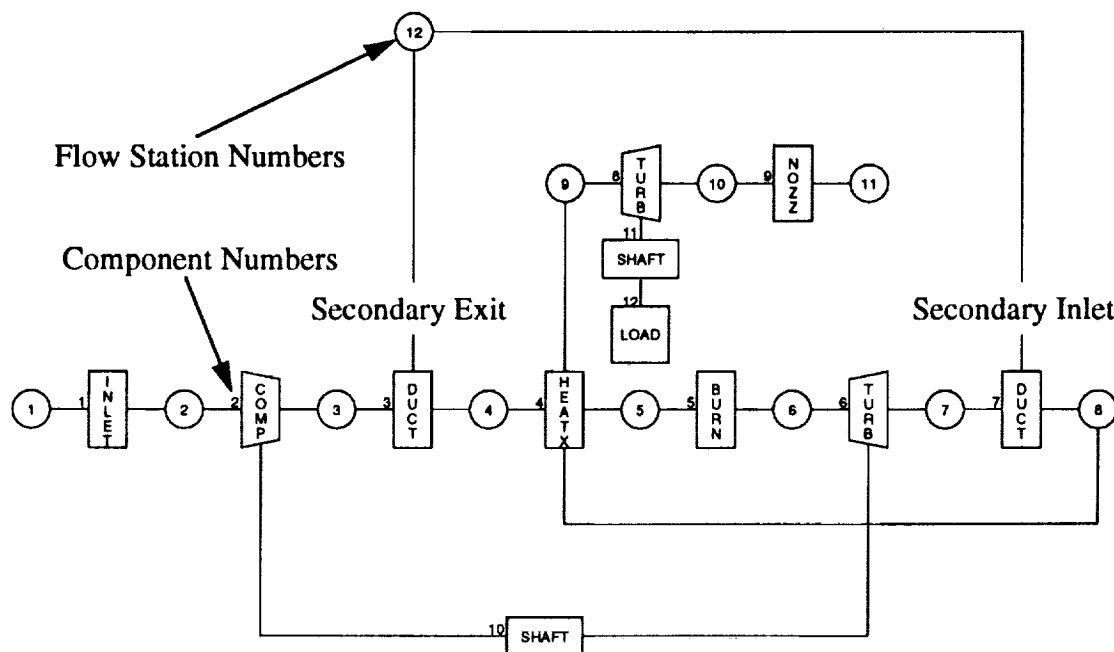 12
Flow Station Numbers
9
8
TURB
10
9
NOZZ
11
11
SHAFT
Component Numbers
12
LOAD
Secondary Exit
Secondary Inlet
1
1
INLET
2
2
COMP
3
3
DUCT
4
4
HEATX
5
5
BURN
6
6
TURB
7
7
DUCT
8
10
SHAFT